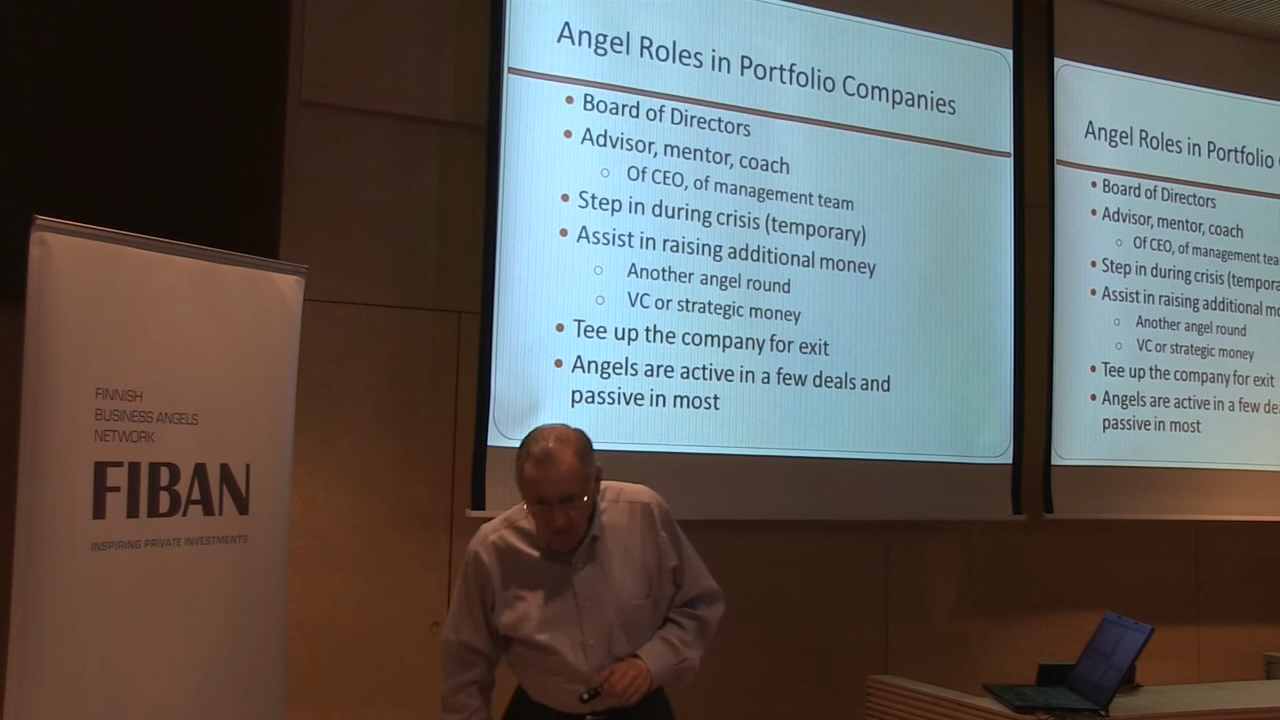 FINNISH
BUSINESS ANGELS
NETWORK
FIBAN
INSPIRING PRIVATE INVESTMENTS
Angel Roles in Portfolio Companies
• Board of Directors
• Advisor, mentor, coach
○ Of CEO, of management team
• Step in during crisis (temporary)
• Assist in raising additional money
○ Another angel round
○ VC or strategic money
• Tee up the company for exit
• Angels are active in a few deals and
passive in most
Angel Roles in Portfolio
• Board of Directors
• Advisor, mentor, coach
○ Of CEO, of management tea
• Step in during crisis (tempora
• Assist in raising additional mo
○ Another angel round
○ VC or strategic money
• Tee up the company for exit
• Angels are active in a few de
passive in most